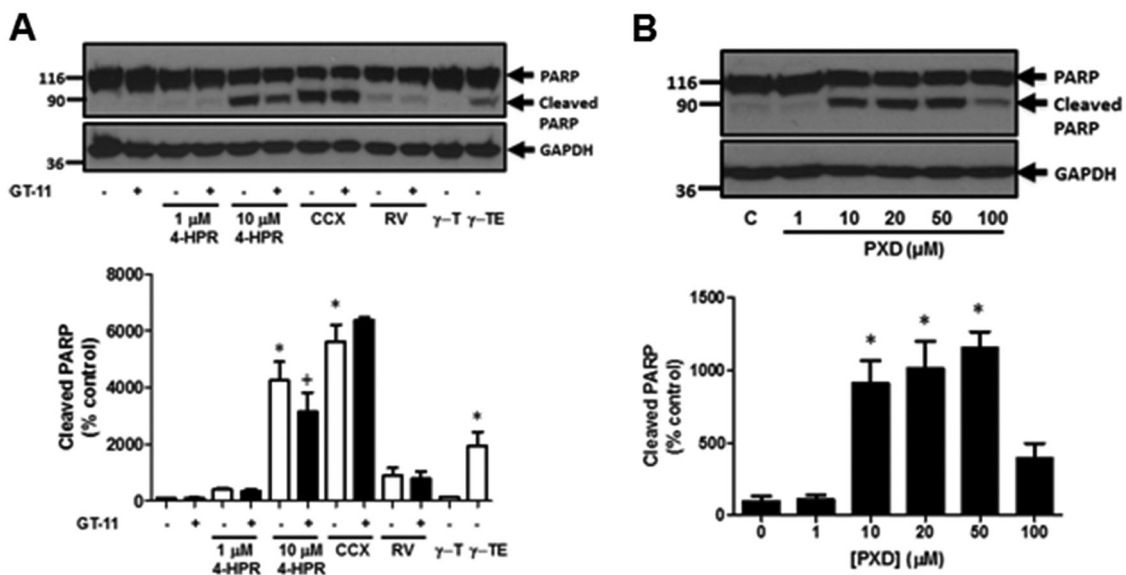 A
116
90
36
PARP
Cleaved
PARP
GAPDH
GT-11 - + - + - + - + - + - -
1 µM 10 µM CCX RV γ–T γ–TE
4-HPR 4-HPR
8000
6000
4000
2000
0
Cleaved PARP
(% control)
* + * *
GT-11 - + - + - + - + - + - -
1 µM 10 µM CCX RV γ–T γ–TE
4-HPR 4-HPR
B
116
90
36
PARP
Cleaved
PARP
GAPDH
C 1 10 20 50 100
PXD (µM)
1500
1000
500
0
Cleaved PARP
(% control)
* * *
0 1 10 20 50 100
[PXD] (µM)